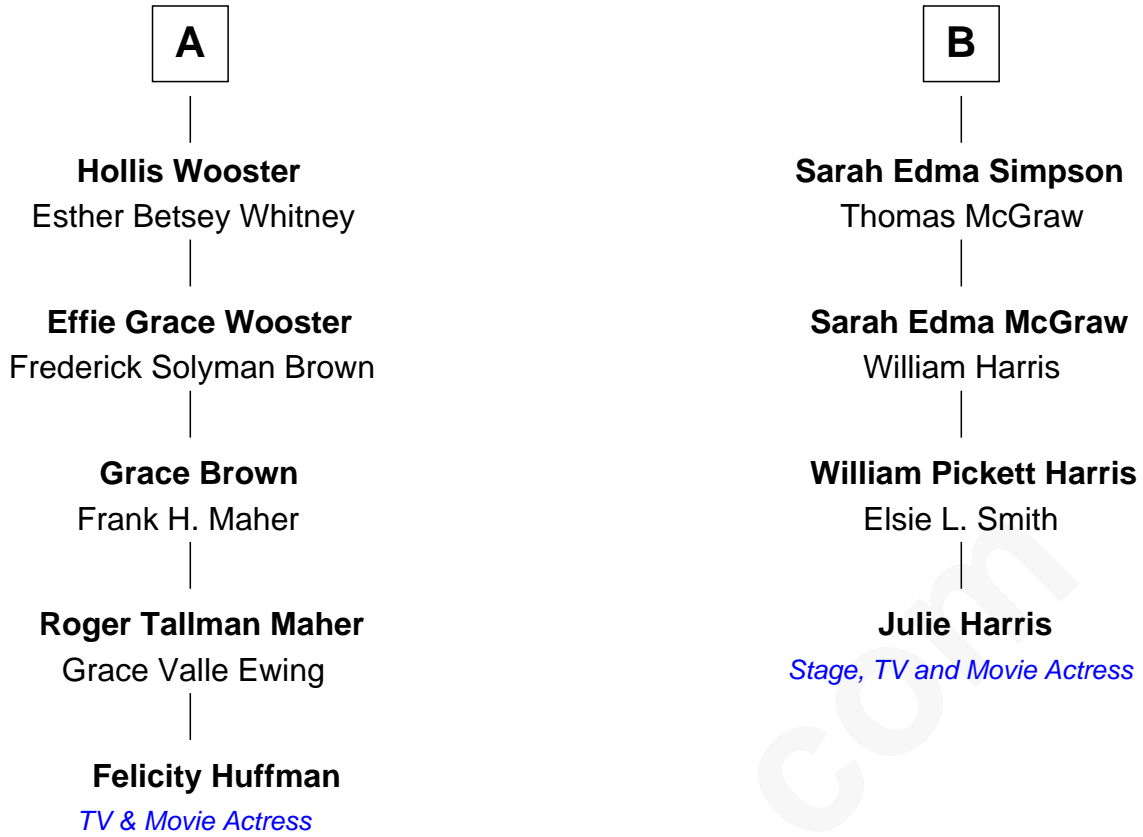 A
Hollis Wooster
Esther Betsey Whitney
Effie Grace Wooster
Frederick Solyman Brown
Grace Brown
Frank H. Maher
Roger Tallman Maher
Grace Valle Ewing
Felicity Huffman
TV & Movie Actress
B
Sarah Edma Simpson
Thomas McGraw
Sarah Edma McGraw
William Harris
William Pickett Harris
Elsie L. Smith
Julie Harris
Stage, TV and Movie Actress
com